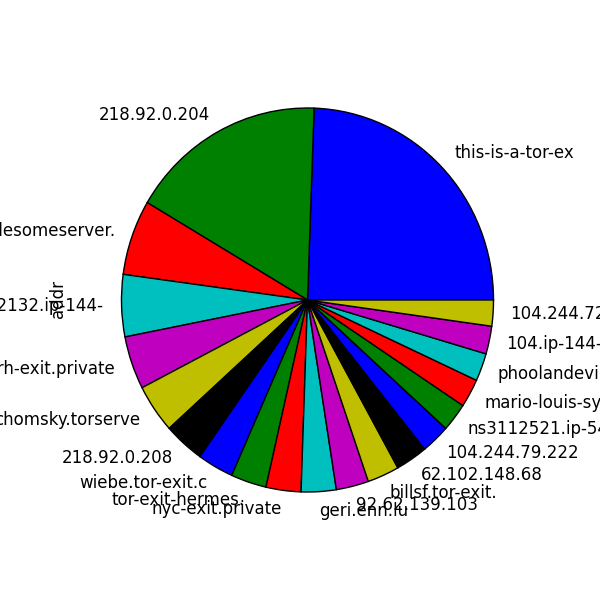 218.92.0.204
this-is-a-tor-ex
lesomeserver.
addr
2132.ip-144-
rh-exit.private
chomsky.torserve
218.92.0.208
wiebe.tor-exit.c
tor-exit-hermes.
nyc-exit.private
geri.enn.lu
92.62.139.103
billsf.tor-exit.
62.102.148.68
104.244.79.222
ns3112521.ip-54
mario-louis-sy
phoolandevi
104.ip-144-
104.244.72